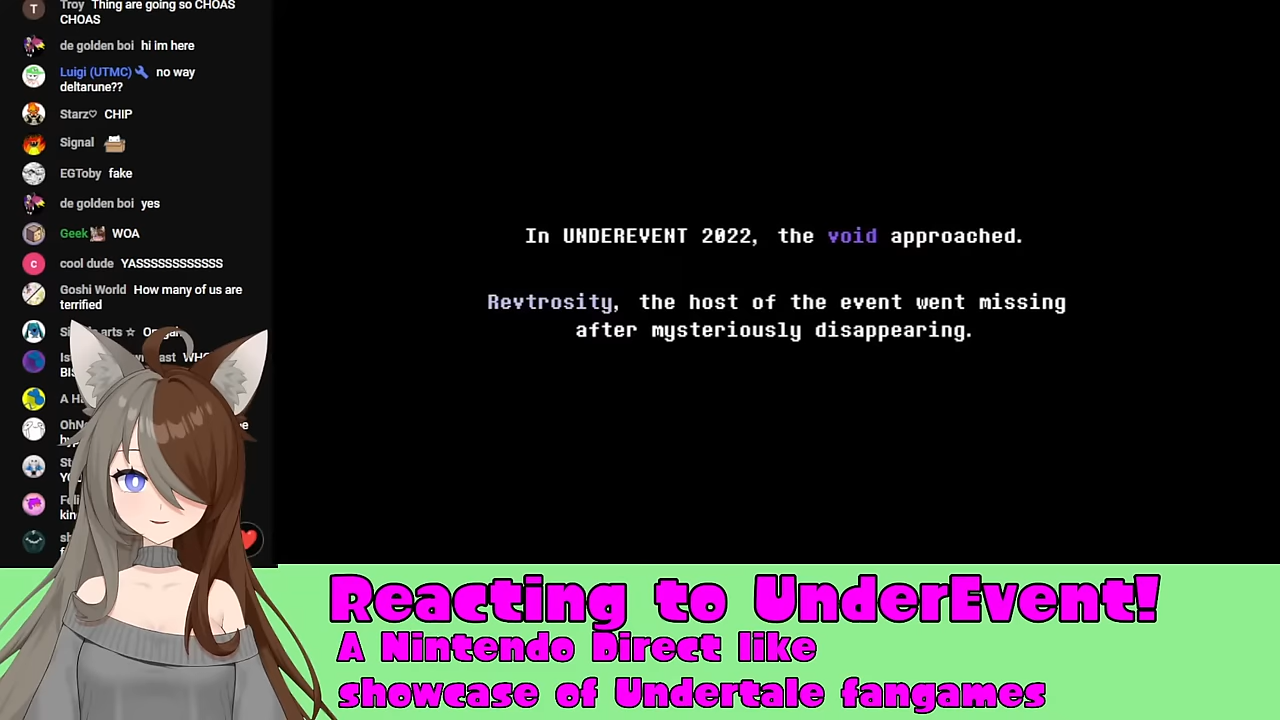 Troy Thing are going so CHOAS
CHOAS
de golden boi hi im here
Luigi (UTMC) no way
deltarune??
Starz♡ CHIP
Signal
EGToby fake
de golden boi yes
Geek WOA
cool dude YASSSSSSSSSSS
Goshi World How many of us are
terrified
arts ☆
A
In UNDEREVENT 2022, the void approached.
Revtrosity, the host of the event went missing
after mysteriously disappearing.
Reacting to UnderEvent!
A Nintendo Direct like
showcase of Undertale fangames